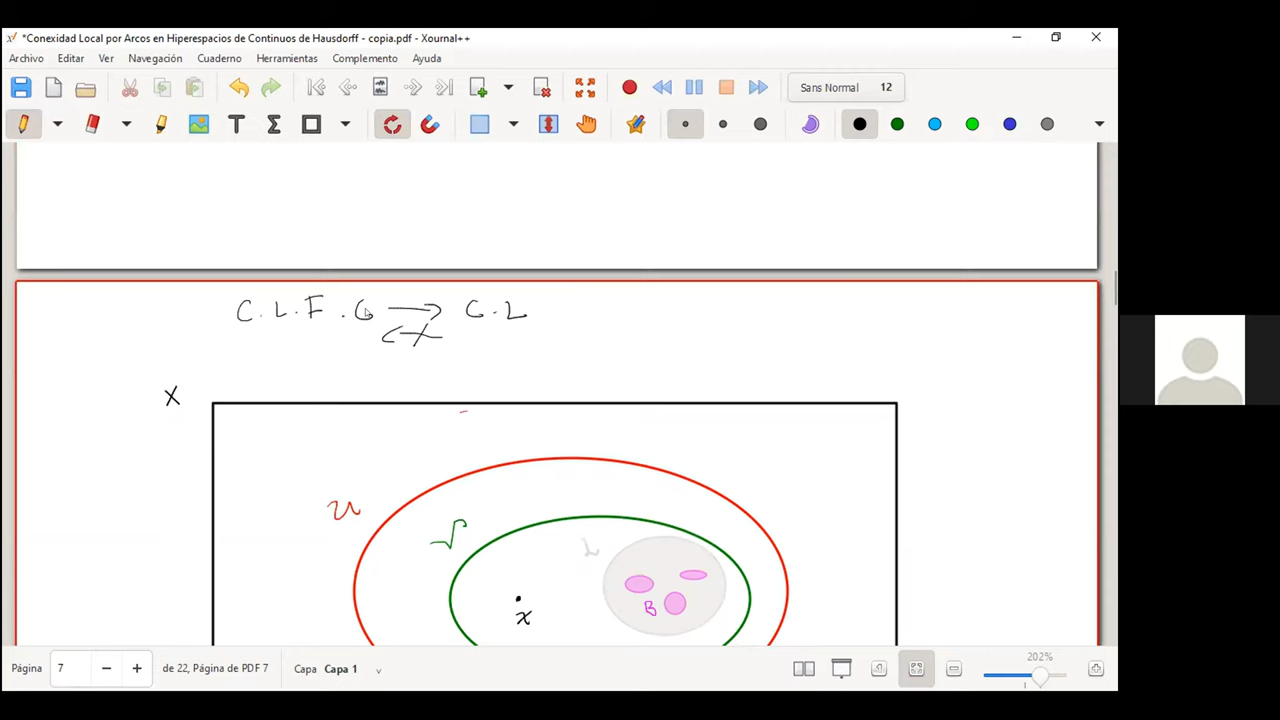 *Conexidad Local por Arcos en Hiperespacios de Continuos de Hausdorff - copia.pdf - Xournal++
Archivo Editar Ver Navegación Cuaderno Herramientas Complemento Ayuda
Sans Normal 12
C.L.F.G → C.L
X
U
V
L
B
x
Página 7 de 22, Página de PDF 7 Capa Capa 1 202%